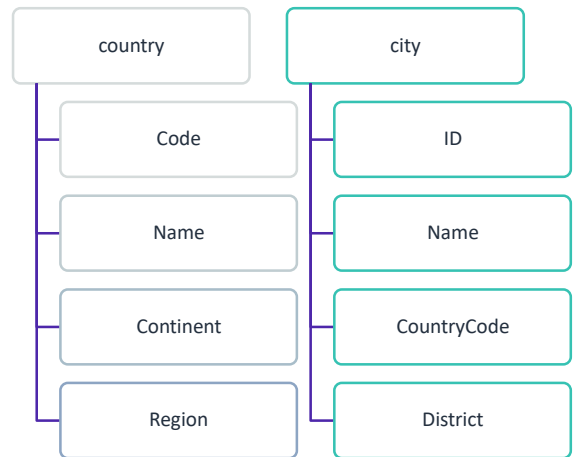 country
Code
Name
Continent
Region
city
ID
Name
CountryCode
District